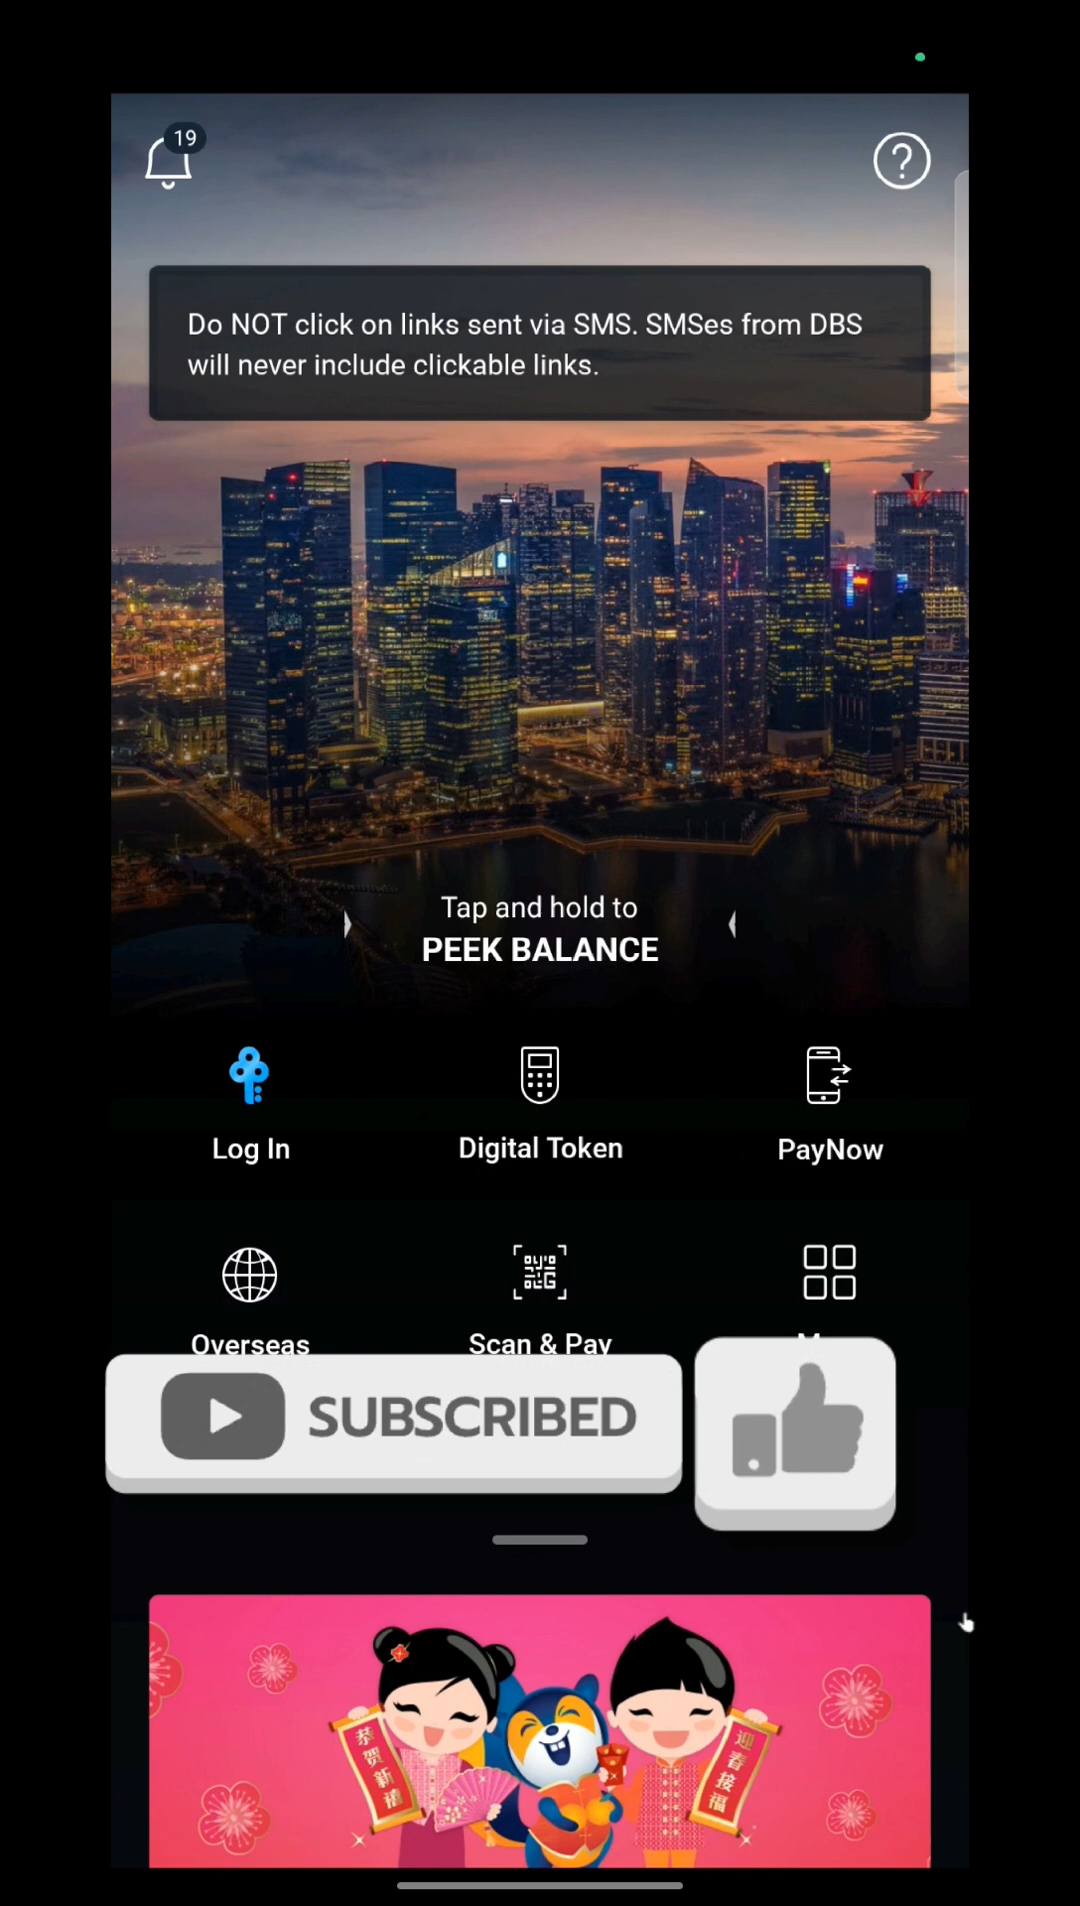 19
Do NOT click on links sent via SMS. SMSes from DBS
will never include clickable links.
Tap and hold to
PEEK BALANCE
Log In
Digital Token
PayNow
Overseas
Scan & Pay
SUBSCRIBED
恭贺新禧
迎春接福